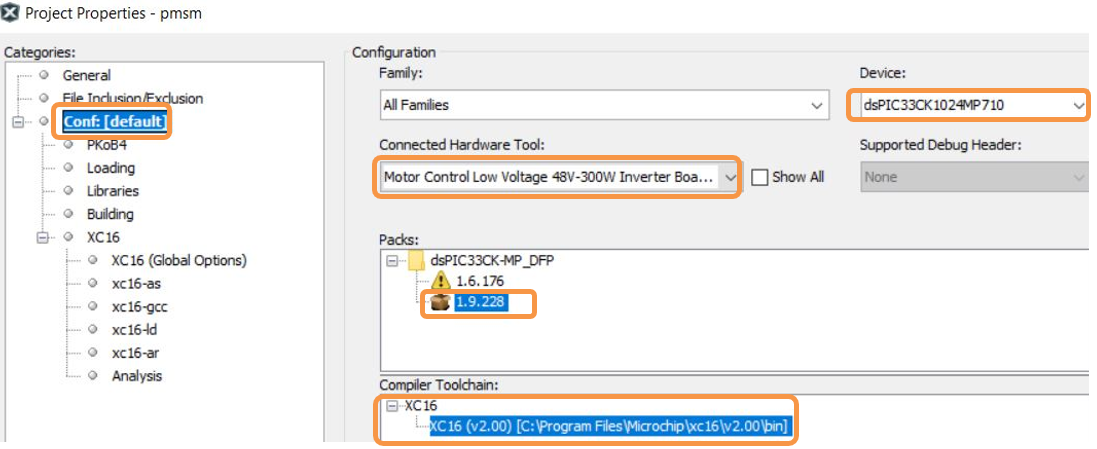 Project Properties - pmsm
Categories:
General
File Inclusion/Exclusion
Conf: [default]
PKoB4
Loading
Libraries
Building
XC16
XC16 (Global Options)
xc16-as
xc16-gcc
xc16-ld
xc16-ar
Analysis
Configuration
Family:
Device:
All Families
dsPIC33CK1024MP710
Connected Hardware Tool:
Supported Debug Header:
Motor Control Low Voltage 48V-300W Inverter Boa...
Show All
None
Packs:
dsPIC33CK-MP_DFP
1.6.176
1.9.228
Compiler Toolchain:
XC16
XC16 (v2.00) [C:\Program Files\Microchip\xc16\v2.00\bin]